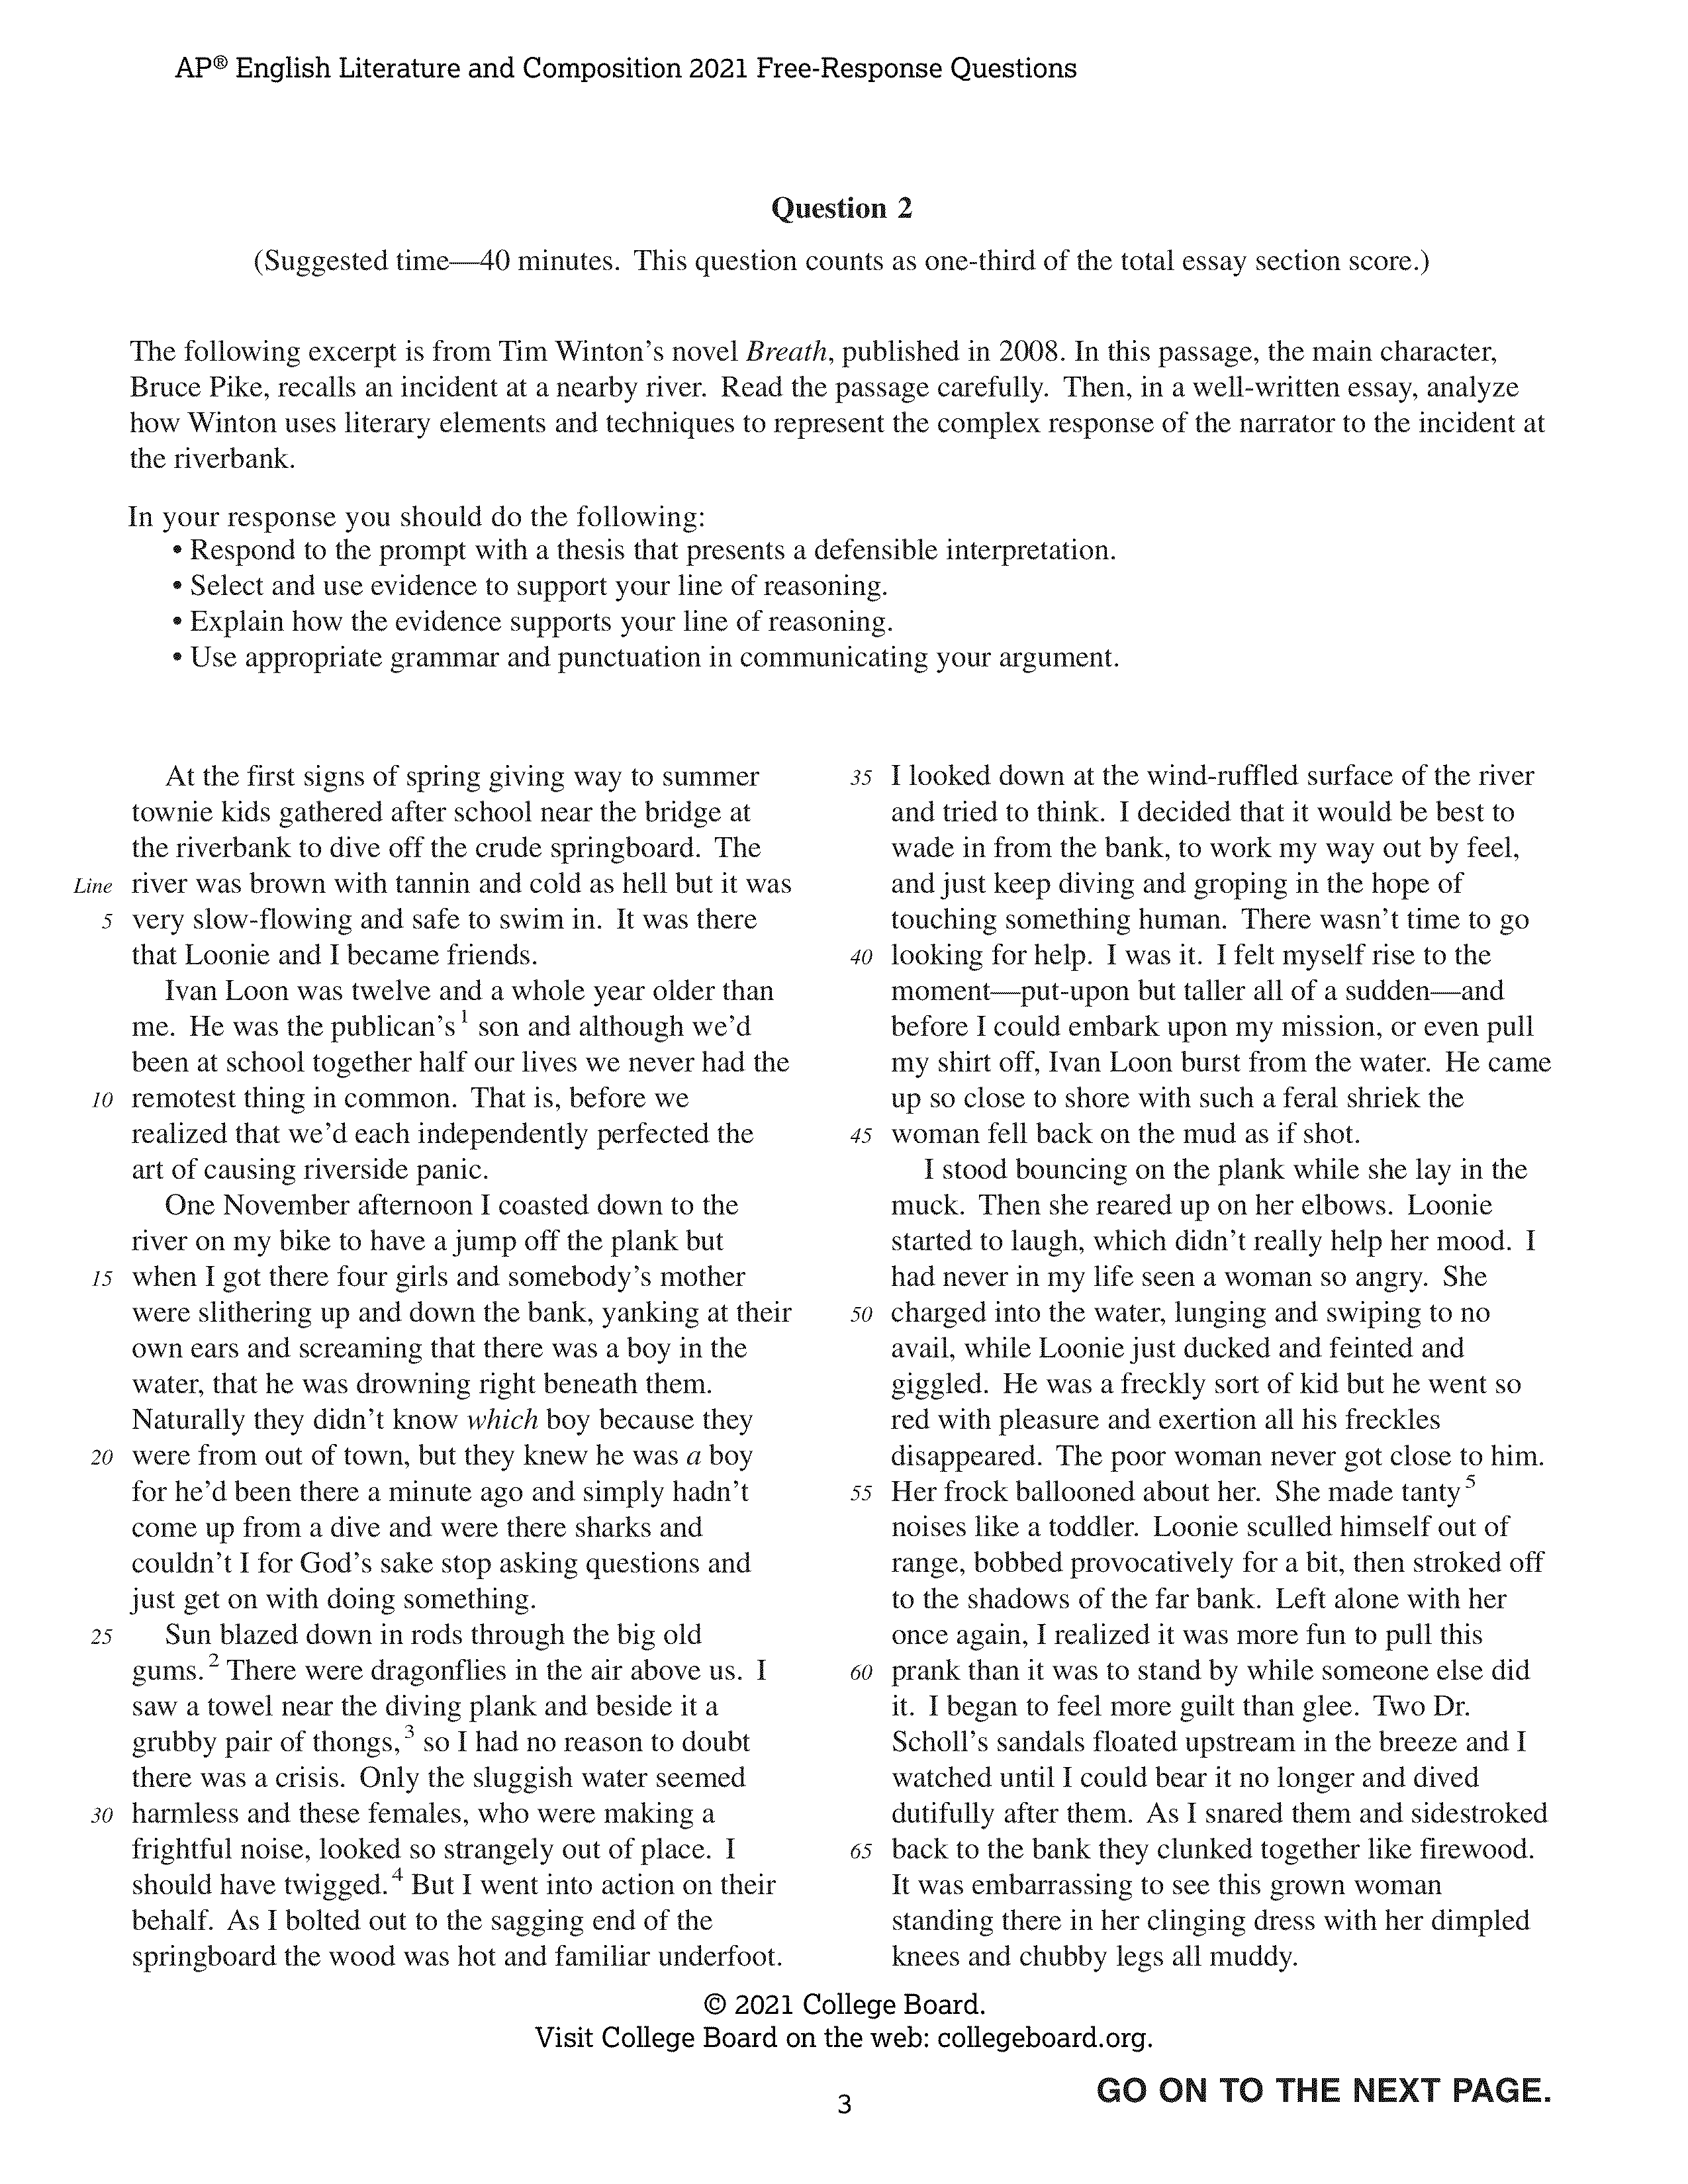 AP® English Literature and Composition 2021 Free-Response Questions
Question 2
(Suggested time—40 minutes. This question counts as one-third of the total essay section score.)
The following excerpt is from Tim Winton’s novel Breath, published in 2008. In this passage, the main character,
Bruce Pike, recalls an incident at a nearby river. Read the passage carefully. Then, in a well-written essay, analyze
how Winton uses literary elements and techniques to represent the complex response of the narrator to the incident at
the riverbank.
In your response you should do the following:
• Respond to the prompt with a thesis that presents a defensible interpretation.
• Select and use evidence to support your line of reasoning.
• Explain how the evidence supports your line of reasoning.
• Use appropriate grammar and punctuation in communicating your argument.
At the first signs of spring giving way to summer
townie kids gathered after school near the bridge at
the riverbank to dive off the crude springboard. The
Line river was brown with tannin and cold as hell but it was
5 very slow-flowing and safe to swim in. It was there
that Loonie and I became friends.
Ivan Loon was twelve and a whole year older than
me. He was the publican’s 1 son and although we’d
been at school together half our lives we never had the
10 remotest thing in common. That is, before we
realized that we’d each independently perfected the
art of causing riverside panic.
One November afternoon I coasted down to the
river on my bike to have a jump off the plank but
15 when I got there four girls and somebody’s mother
were slithering up and down the bank, yanking at their
own ears and screaming that there was a boy in the
water, that he was drowning right beneath them.
Naturally they didn’t know which boy because they
20 were from out of town, but they knew he was a boy
for he’d been there a minute ago and simply hadn’t
come up from a dive and were there sharks and
couldn’t I for God’s sake stop asking questions and
just get on with doing something.
25 Sun blazed down in rods through the big old
gums. 2 There were dragonflies in the air above us. I
saw a towel near the diving plank and beside it a
grubby pair of thongs, 3 so I had no reason to doubt
there was a crisis. Only the sluggish water seemed
30 harmless and these females, who were making a
frightful noise, looked so strangely out of place. I
should have twigged. 4 But I went into action on their
behalf. As I bolted out to the sagging end of the
springboard the wood was hot and familiar underfoot.
35 I looked down at the wind-ruffled surface of the river
and tried to think. I decided that it would be best to
wade in from the bank, to work my way out by feel,
and just keep diving and groping in the hope of
touching something human. There wasn’t time to go
40 looking for help. I was it. I felt myself rise to the
moment—put-upon but taller all of a sudden—and
before I could embark upon my mission, or even pull
my shirt off, Ivan Loon burst from the water. He came
up so close to shore with such a feral shriek the
45 woman fell back on the mud as if shot.
I stood bouncing on the plank while she lay in the
muck. Then she reared up on her elbows. Loonie
started to laugh, which didn’t really help her mood. I
had never in my life seen a woman so angry. She
50 charged into the water, lunging and swiping to no
avail, while Loonie just ducked and feinted and
giggled. He was a freckly sort of kid but he went so
red with pleasure and exertion all his freckles
disappeared. The poor woman never got close to him.
55 Her frock ballooned about her. She made tanty 5
noises like a toddler. Loonie sculled himself out of
range, bobbed provocatively for a bit, then stroked off
to the shadows of the far bank. Left alone with her
once again, I realized it was more fun to pull this
60 prank than it was to stand by while someone else did
it. I began to feel more guilt than glee. Two Dr.
Scholl’s sandals floated upstream in the breeze and I
watched until I could bear it no longer and dived
dutifully after them. As I snared them and sidestroked
65 back to the bank they clunked together like firewood.
It was embarrassing to see this grown woman
standing there in her clinging dress with her dimpled
knees and chubby legs all muddy.
© 2021 College Board.
Visit College Board on the web: collegeboard.org.
GO ON TO THE NEXT PAGE.
3